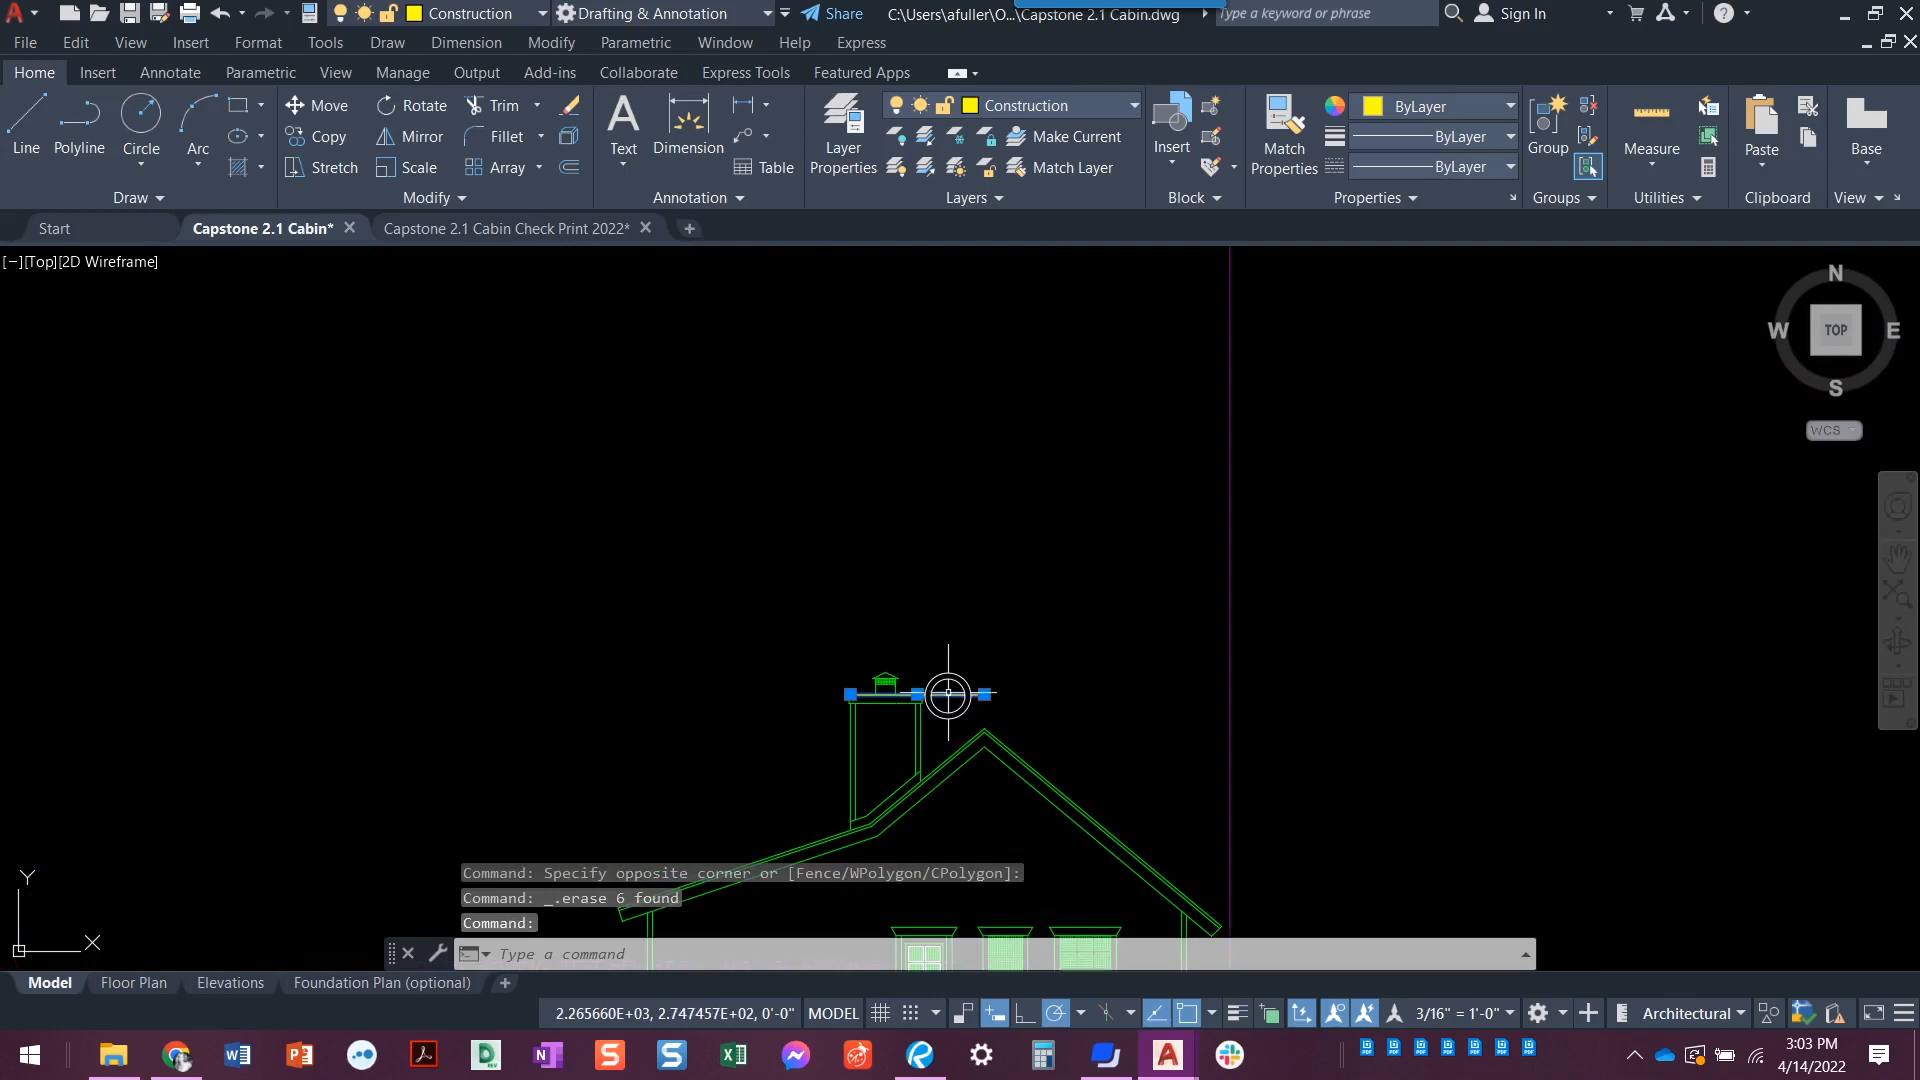 Construction Drafting & Annotation Share C:\Users\afuller\O...\Capstone 2.1 Cabin.dwg Type a keyword or phrase Sign In
File Edit View Insert Format Tools Draw Dimension Modify Parametric Window Help Express
Home Insert Annotate Parametric View Manage Output Add-ins Collaborate Express Tools Featured Apps
Move Rotate Trim Construction ByLayer
Copy Mirror Fillet Make Current ByLayer
Line Polyline Circle Arc Text Dimension Layer Properties Insert Match Properties Group Measure Paste Base
Stretch Scale Array Table Match Layer ByLayer
Draw Modify Annotation Layers Block Properties Groups Utilities Clipboard View
Start Capstone 2.1 Cabin* Capstone 2.1 Cabin Check Print 2022*
[−][Top][2D Wireframe]
N
W TOP E
S
WCS
Command: Specify opposite corner or [Fence/WPolygon/CPolygon]:
Command: _.erase 6 found
Command:
Y
X
Type a command
Model Floor Plan Elevations Foundation Plan (optional)
2.265660E+03, 2.747457E+02, 0'-0" MODEL 3/16" = 1'-0" Architectural
3:03 PM
4/14/2022